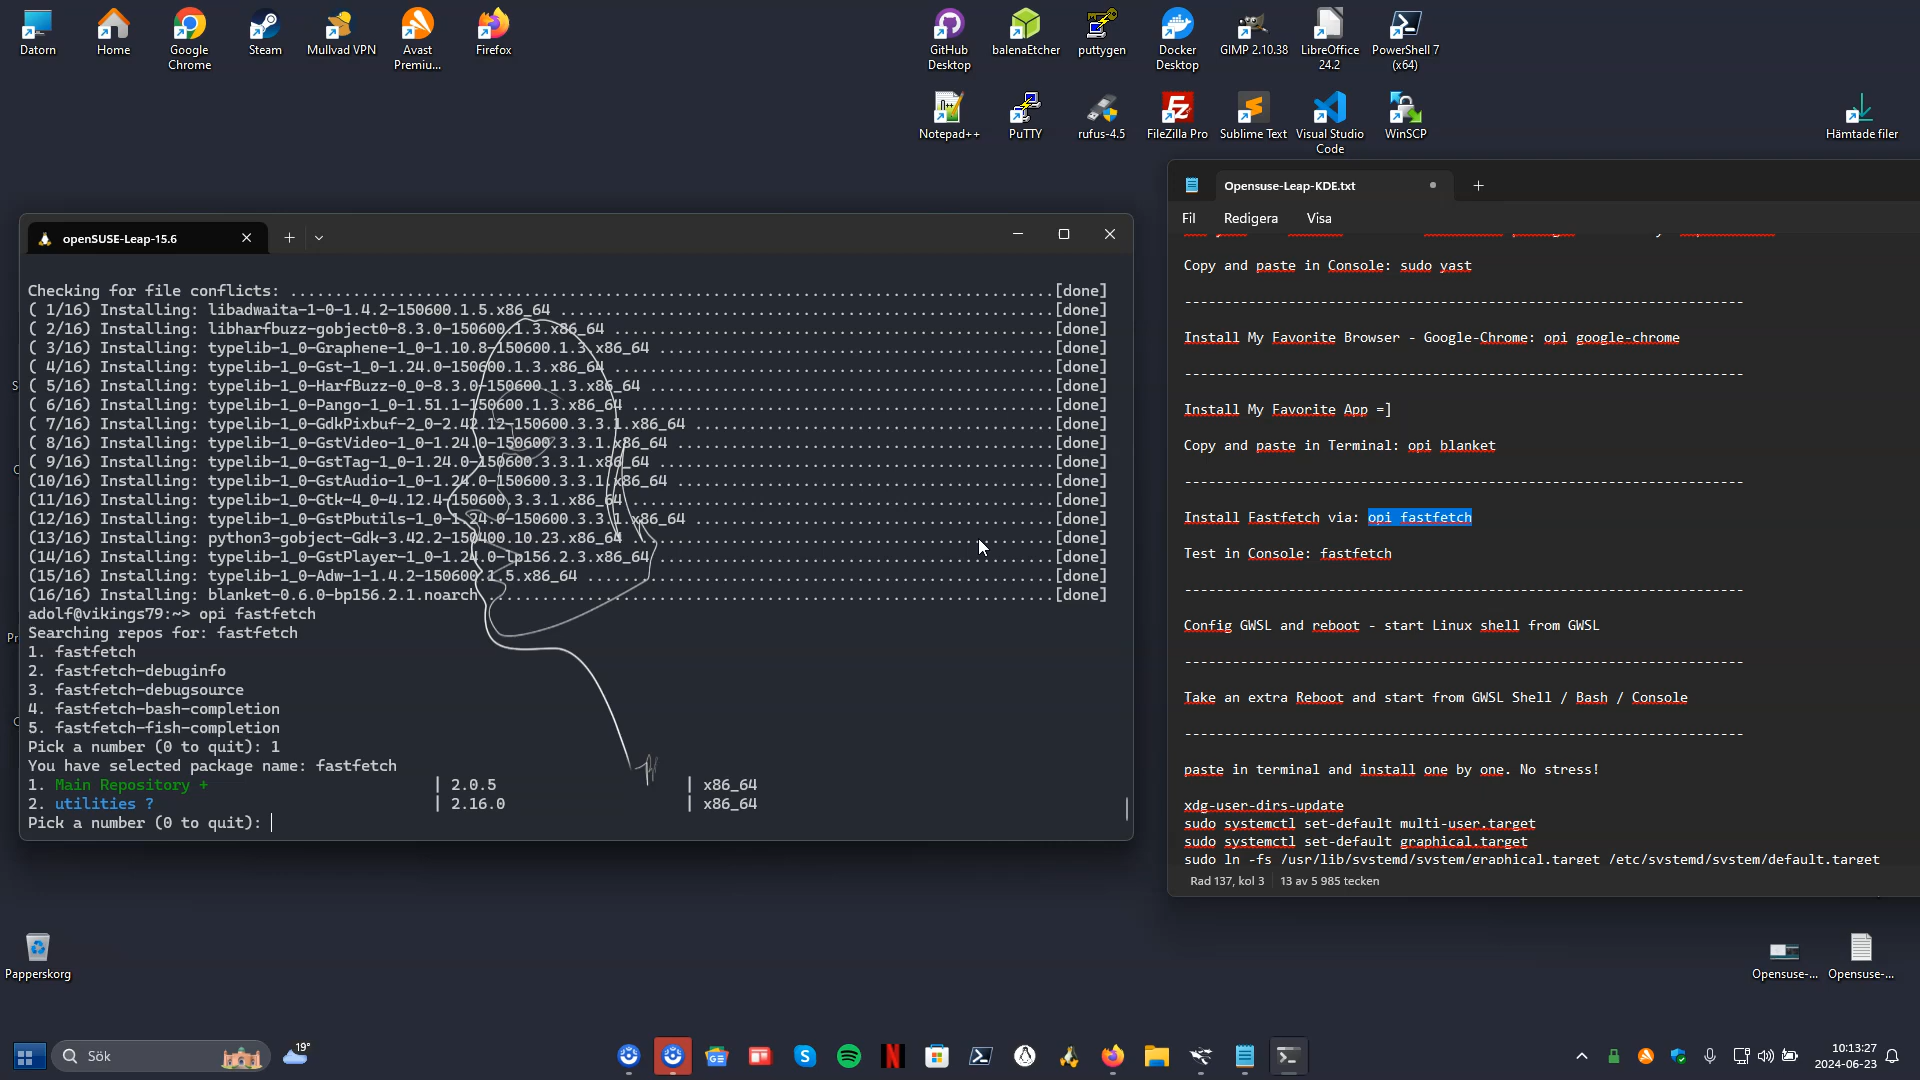 Datorn
Home
Google
Chrome
Steam
Mullvad VPN
Avast
Premiu...
Firefox
GitHub
Desktop
balenaEtcher
puttygen
Docker
Desktop
GIMP 2.10.38
LibreOffice
24.2
PowerShell 7
(x64)
Notepad++
PuTTY
rufus-4.5
FileZilla Pro
Sublime Text
Visual Studio
Code
WinSCP
Hämtade filer
openSUSE-Leap-15.6
Checking for file conflicts: .....................................................................................[done]
( 1/16) Installing: libadwaita-1-0-1.4.2-150600.1.5.x86_64 .......................................................[done]
( 2/16) Installing: libharfbuzz-gobject0-8.3.0-150600.1.3.x86_64 .................................................[done]
( 3/16) Installing: typelib-1_0-Graphene-1_0-1.10.8-150600.1.3.x86_64 ............................................[done]
( 4/16) Installing: typelib-1_0-Gst-1_0-1.24.0-150600.1.3.x86_64 .................................................[done]
( 5/16) Installing: typelib-1_0-HarfBuzz-0_0-8.3.0-150600.1.3.x86_64 .............................................[done]
( 6/16) Installing: typelib-1_0-Pango-1_0-1.51.1-150600.1.3.x86_64 ...............................................[done]
( 7/16) Installing: typelib-1_0-GdkPixbuf-2_0-2.42.12-150600.3.3.1.x86_64 ........................................[done]
( 8/16) Installing: typelib-1_0-GstVideo-1_0-1.24.0-150600.3.3.1.x86_64 ..........................................[done]
( 9/16) Installing: typelib-1_0-GstTag-1_0-1.24.0-150600.3.3.1.x86_64 ............................................[done]
(10/16) Installing: typelib-1_0-GstAudio-1_0-1.24.0-150600.3.3.1.x86_64 ..........................................[done]
(11/16) Installing: typelib-1_0-Gtk-4_0-4.12.4-150600.3.3.1.x86_64 ...............................................[done]
(12/16) Installing: typelib-1_0-GstPbutils-1_0-1.24.0-150600.3.3.1.x86_64 ........................................[done]
(13/16) Installing: python3-gobject-Gdk-3.42.2-150400.10.23.x86_64 ...............................................[done]
(14/16) Installing: typelib-1_0-GstPlayer-1_0-1.24.0-lp156.2.3.x86_64 ............................................[done]
(15/16) Installing: typelib-1_0-Adw-1-1.4.2-150600.1.5.x86_64 ....................................................[done]
(16/16) Installing: blanket-0.6.0-bp156.2.1.noarch ...............................................................[done]
adolf@vikings79:~> opi fastfetch
Searching repos for: fastfetch
1. fastfetch
2. fastfetch-debuginfo
3. fastfetch-debugsource
4. fastfetch-bash-completion
5. fastfetch-fish-completion
Pick a number (0 to quit): 1
You have selected package name: fastfetch
1. Main Repository + | 2.0.5 | x86_64
2. utilities ? | 2.16.0 | x86_64
Pick a number (0 to quit):
Opensuse-Leap-KDE.txt
Fil Redigera Visa
Copy and paste in Console: sudo yast
----------------------------------------------------------------------
Install My Favorite Browser - Google-Chrome: opi google-chrome
----------------------------------------------------------------------
Install My Favorite App =]
Copy and paste in Terminal: opi blanket
----------------------------------------------------------------------
Install Fastfetch via: opi fastfetch
Test in Console: fastfetch
----------------------------------------------------------------------
Config GWSL and reboot - start Linux shell from GWSL
----------------------------------------------------------------------
Take an extra Reboot and start from GWSL Shell / Bash / Console
----------------------------------------------------------------------
paste in terminal and install one by one. No stress!
xdg-user-dirs-update
sudo systemctl set-default multi-user.target
sudo systemctl set-default graphical.target
sudo ln -fs /usr/lib/systemd/system/graphical.target /etc/systemd/system/default.target
Rad 137, kol 3 13 av 5 985 tecken
Papperskorg
Opensuse-...
Opensuse-...
Sök
19°
10:13:27
2024-06-23